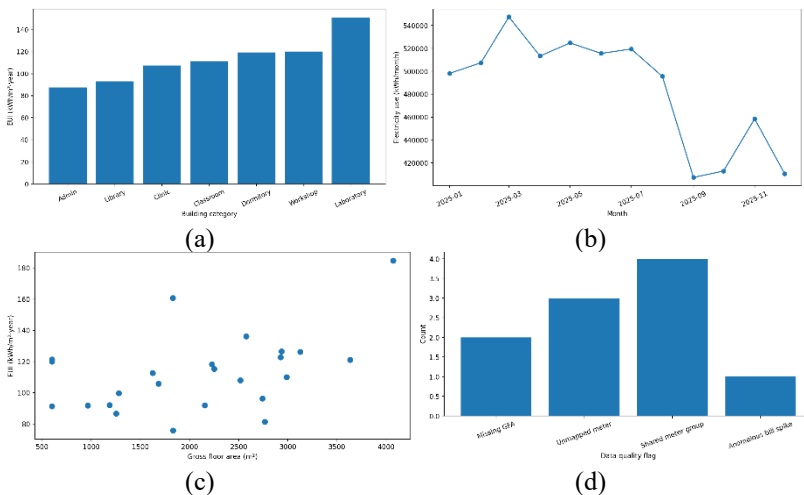 EUI (kWh/m²·year)
140
120
100
80
60
40
20
0
Admin
Library
Clinic
Classroom
Dormitory
Workshop
Laboratory
Building category
(a)
Electricity use (kWh/month)
540000
520000
500000
480000
460000
440000
420000
2025-01
2025-03
2025-05
2025-07
2025-09
2025-11
Month
(b)
EUI (kWh/m²·year)
180
160
140
120
100
80
500
1000
1500
2000
2500
3000
3500
4000
Gross floor area (m²)
(c)
Count
4.0
3.5
3.0
2.5
2.0
1.5
1.0
0.5
0.0
Missing GFA
Unmapped meter
Shared meter group
Anomalous bill spike
Data quality flag
(d)